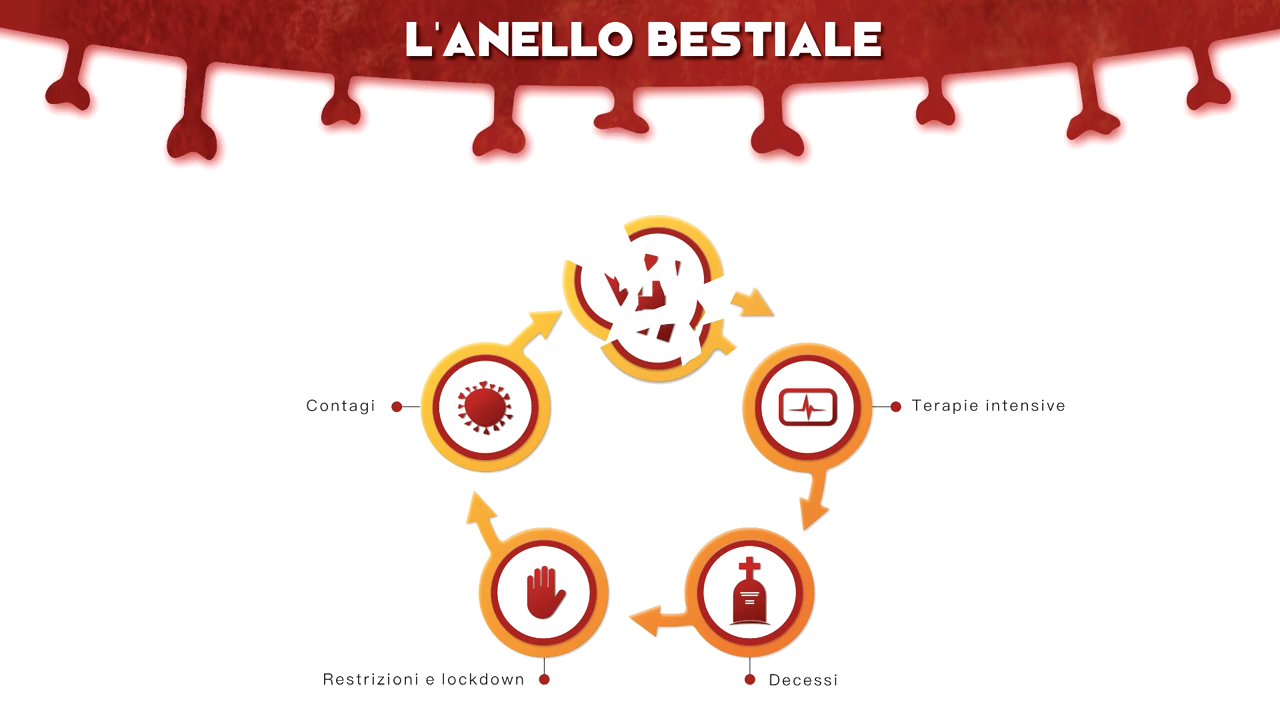 L'ANELLO BESTIALE
Contagi
Terapie intensive
Restrizioni e lockdown
Decessi